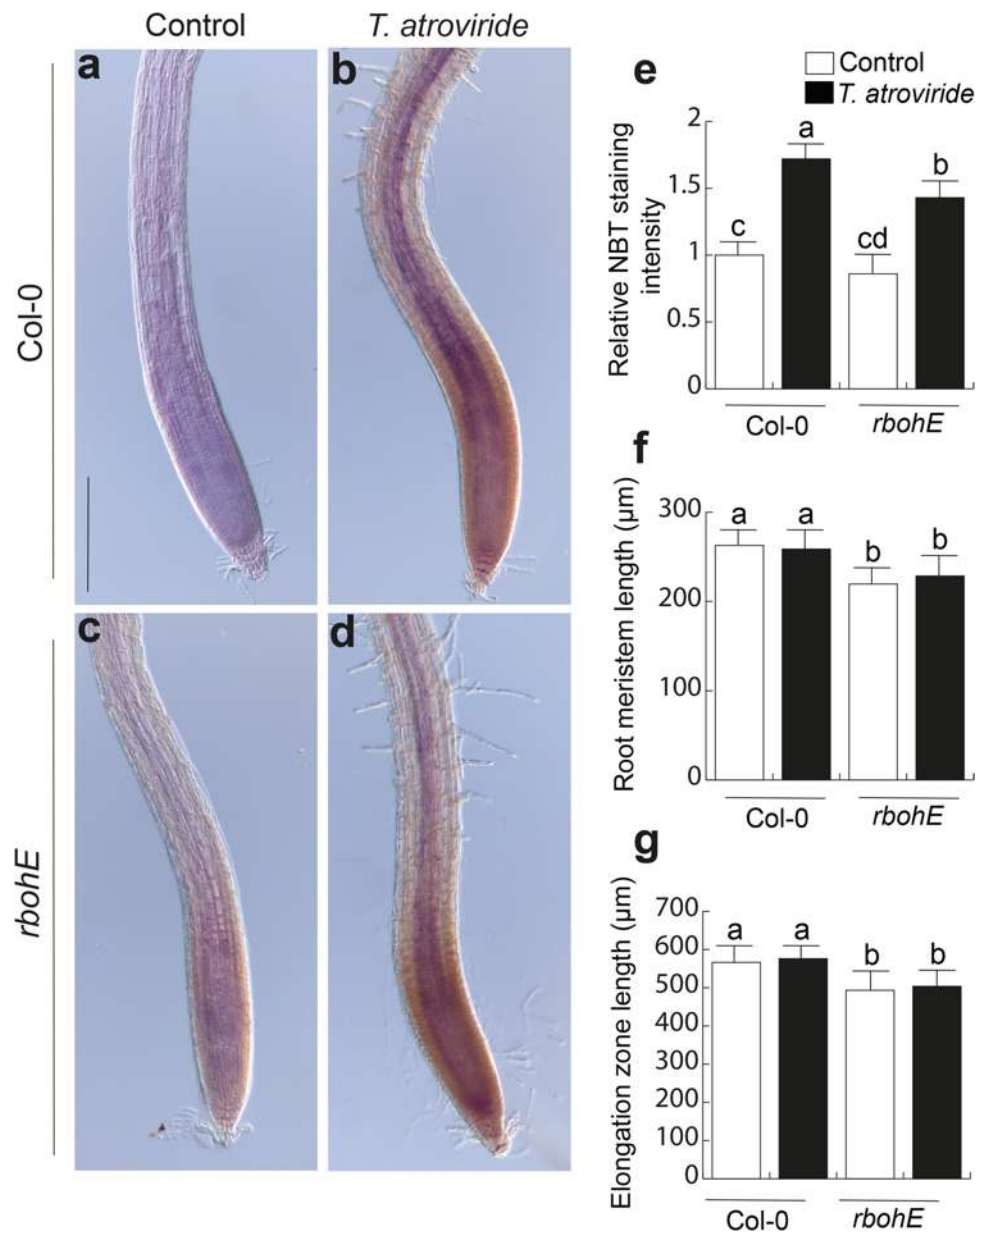 Control
T. atroviride
Col-0
rbohE
a
b
c
d
e
Control
T. atroviride
Relative NBT staining
intensity
2
1.5
1
0.5
0
c
a
cd
b
Col-0
rbohE
f
Root meristem length (µm)
300
200
100
0
a
a
b
b
Col-0
rbohE
g
Elongation zone length (µm)
700
600
500
400
300
200
100
0
a
a
b
b
Col-0
rbohE